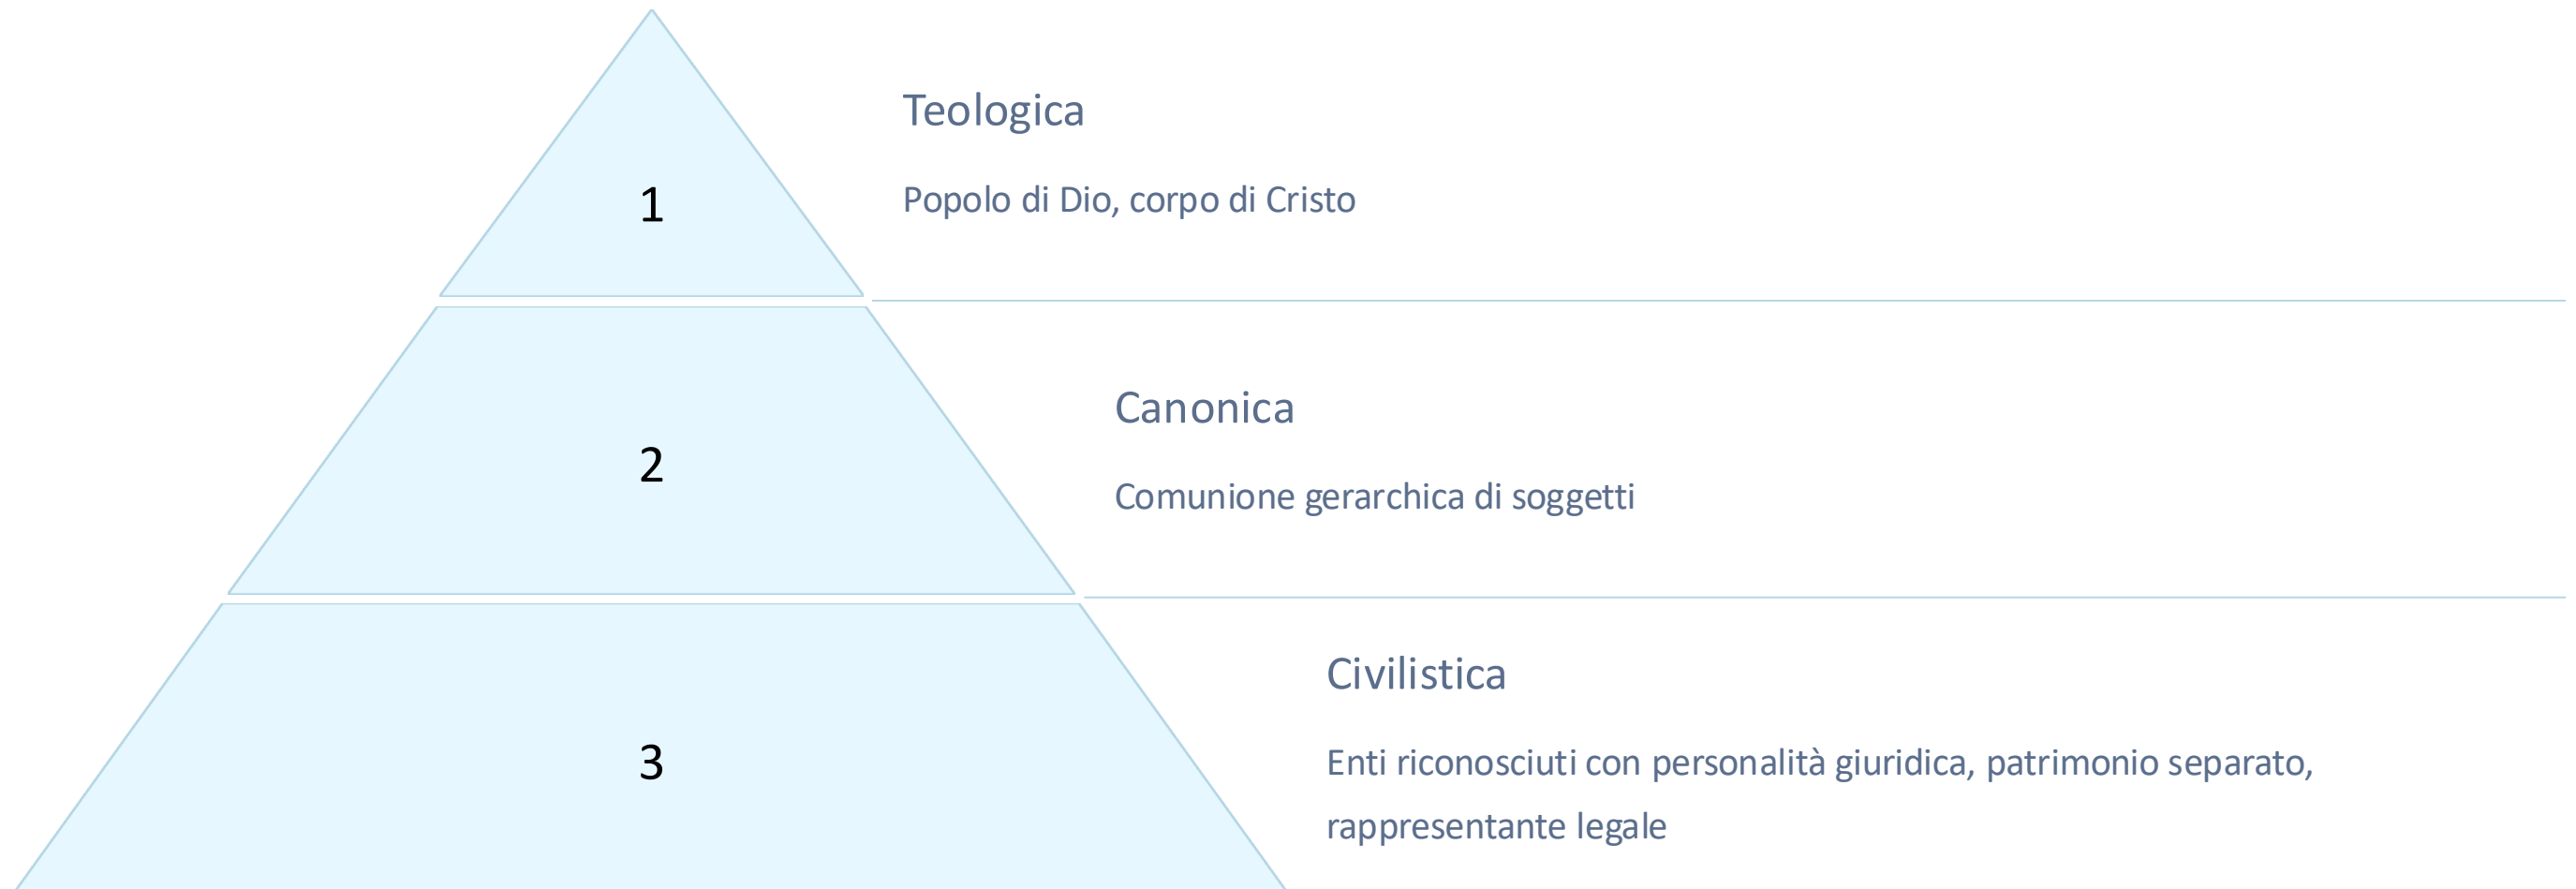 1
Teologica
Popolo di Dio, corpo di Cristo
2
Canonica
Comunione gerarchica di soggetti
3
Civilistica
Enti riconosciuti con personalità giuridica, patrimonio separato,
rappresentante legale